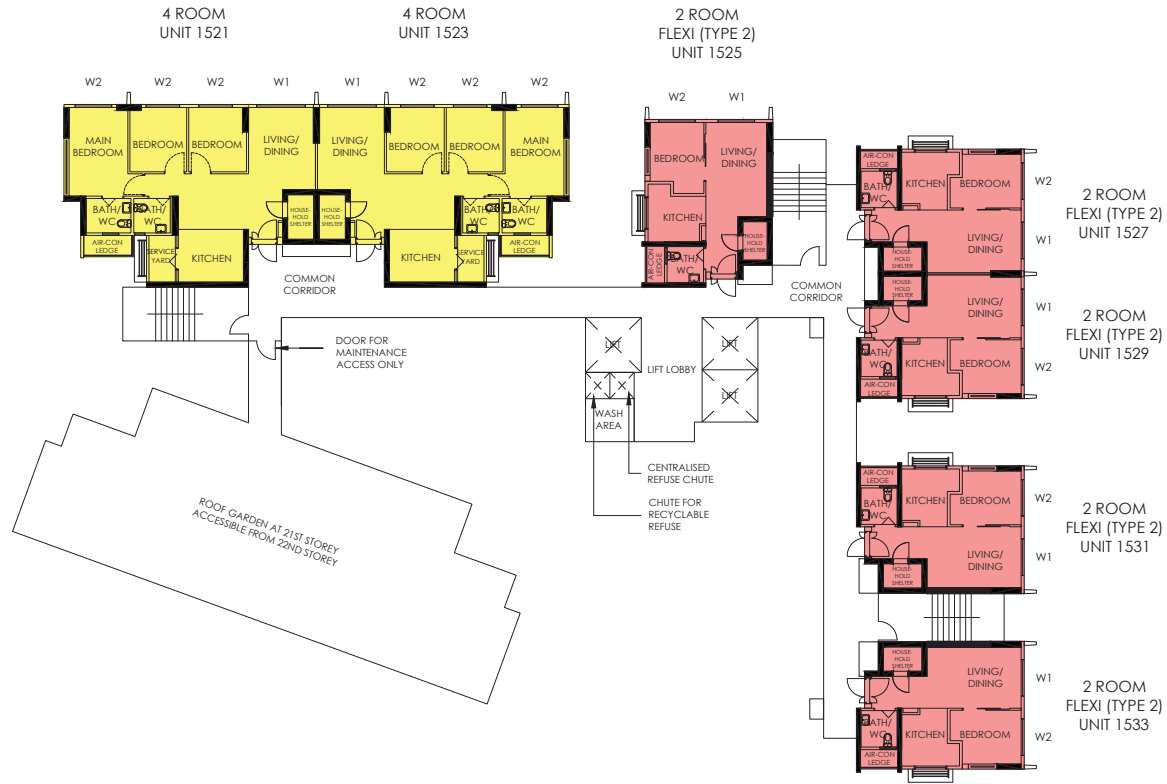 4 ROOM
UNIT 1521
4 ROOM
UNIT 1523
2 ROOM
FLEXI (TYPE 2)
UNIT 1525
W2
W2
W2
W1
W1
W2
W2
W2
W2
W1
MAIN
BEDROOM
BEDROOM
BEDROOM
LIVING/
DINING
LIVING/
DINING
BEDROOM
BEDROOM
MAIN
BEDROOM
BATH/
WC
BATH/
WC
AIR-CON
LEDGE
SERVICE
YARD
KITCHEN
HOUSE-
HOLD
SHELTER
HOUSE-
HOLD
SHELTER
KITCHEN
SERVICE
YARD
BATH/
WC
BATH/
WC
AIR-CON
LEDGE
COMMON
CORRIDOR
BEDROOM
LIVING/
DINING
KITCHEN
HOUSE-
HOLD
SHELTER
AIR-CON
LEDGE
BATH/
WC
COMMON
CORRIDOR
AIR-CON
LEDGE
BATH/
WC
KITCHEN
BEDROOM
W2
LIVING/
DINING
W1
HOUSE-
HOLD
SHELTER
2 ROOM
FLEXI (TYPE 2)
UNIT 1527
HOUSE-
HOLD
SHELTER
LIVING/
DINING
W1
BATH/
WC
KITCHEN
BEDROOM
W2
AIR-CON
LEDGE
2 ROOM
FLEXI (TYPE 2)
UNIT 1529
DOOR FOR
MAINTENANCE
ACCESS ONLY
LIFT
LIFT LOBBY
LIFT
LIFT
WASH
AREA
CENTRALISED
REFUSE CHUTE
CHUTE FOR
RECYCLABLE
REFUSE
ROOF GARDEN AT 21ST STOREY
ACCESSIBLE FROM 22ND STOREY
AIR-CON
LEDGE
BATH/
WC
KITCHEN
BEDROOM
W2
LIVING/
DINING
W1
HOUSE-
HOLD
SHELTER
2 ROOM
FLEXI (TYPE 2)
UNIT 1531
HOUSE-
HOLD
SHELTER
LIVING/
DINING
W1
BATH/
WC
KITCHEN
BEDROOM
W2
AIR-CON
LEDGE
2 ROOM
FLEXI (TYPE 2)
UNIT 1533